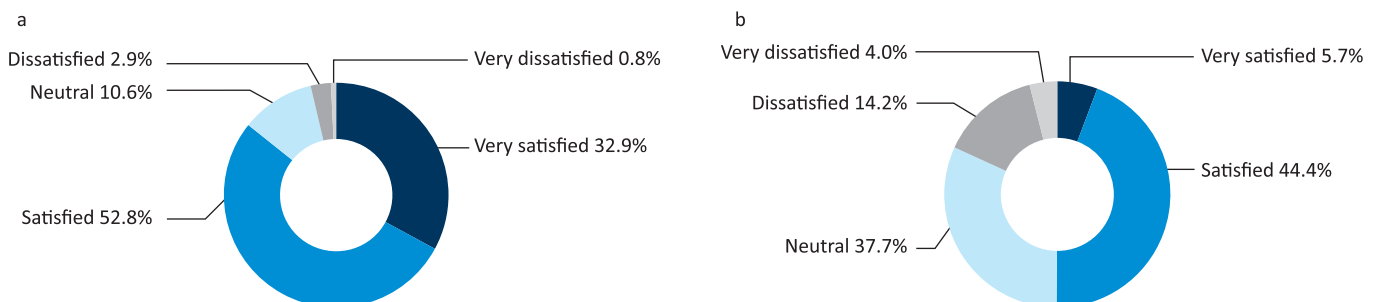 a
Dissatisfied 2.9%
Very dissatisfied 0.8%
Neutral 10.6%
Very satisfied 32.9%
Satisfied 52.8%
b
Very dissatisfied 4.0%
Very satisfied 5.7%
Dissatisfied 14.2%
Satisfied 44.4%
Neutral 37.7%